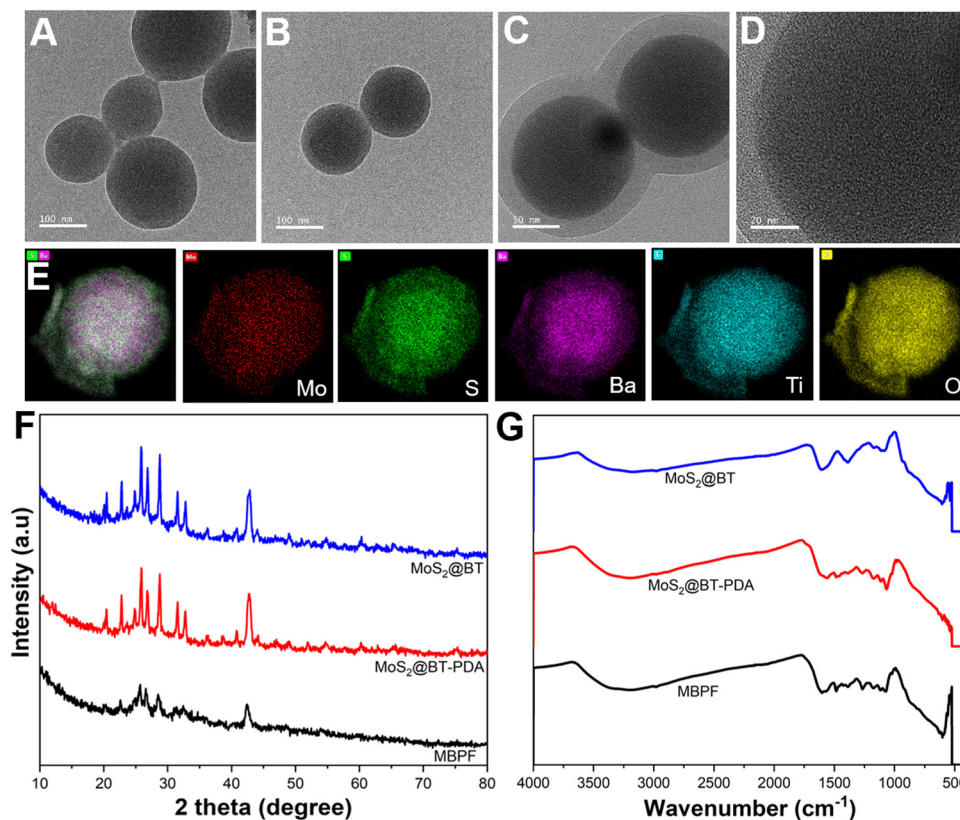 A
B
C
D
100 nm
100 nm
50 nm
20 nm
E
S Ba
Mo
S
Ba
Mo
S
Ba
Ti
O
F
G
Intensity (a.u)
MoS₂@BT
MoS₂@BT-PDA
MBPF
10 20 30 40 50 60 70 80
2 theta (degree)
MoS₂@BT
MoS₂@BT-PDA
MBPF
4000 3500 3000 2500 2000 1500 1000
Wavenumber (cm⁻¹)